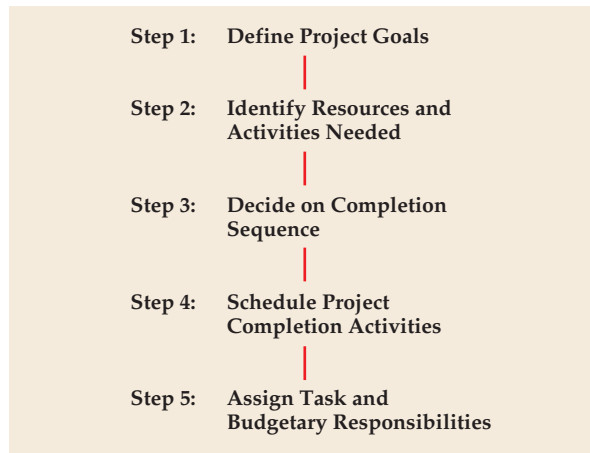 Step 1: Define Project Goals
Step 2: Identify Resources and
Activities Needed
Step 3: Decide on Completion
Sequence
Step 4: Schedule Project
Completion Activities
Step 5: Assign Task and
Budgetary Responsibilities